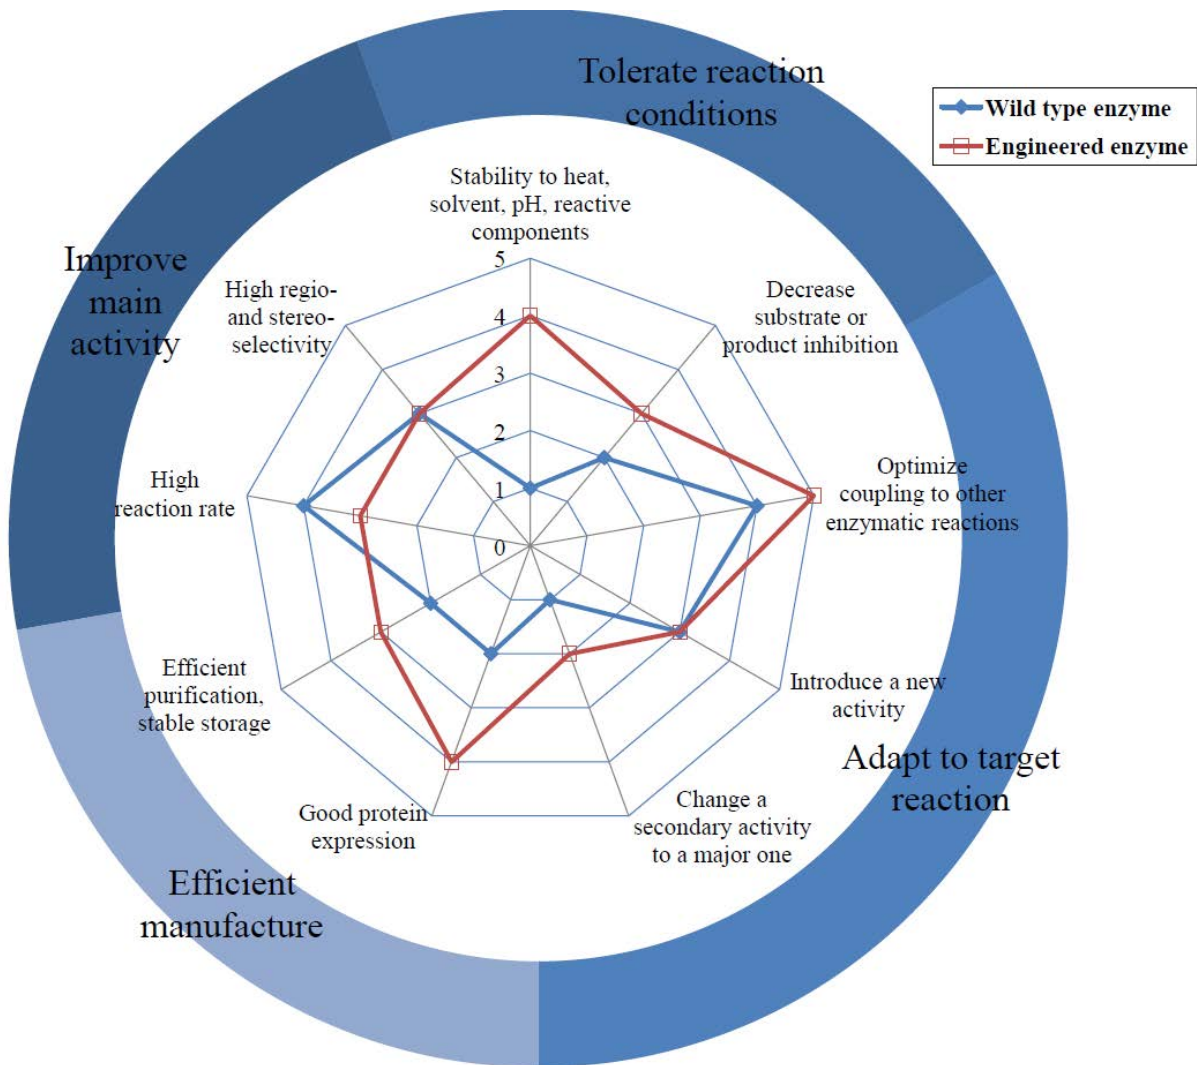 Tolerate reaction
conditions
Wild type enzyme
Engineered enzyme
Stability to heat,
solvent, pH, reactive
components
Improve
main
activity
High regio-
and stereo-
selectivity
Decrease
substrate or
product inhibition
5
4
3
2
1
0
High
reaction rate
Optimize
coupling to other
enzymatic reactions
Efficient
purification,
stable storage
Introduce a new
activity
Good protein
expression
Change a
secondary activity
to a major one
Adapt to target
reaction
Efficient
manufacture